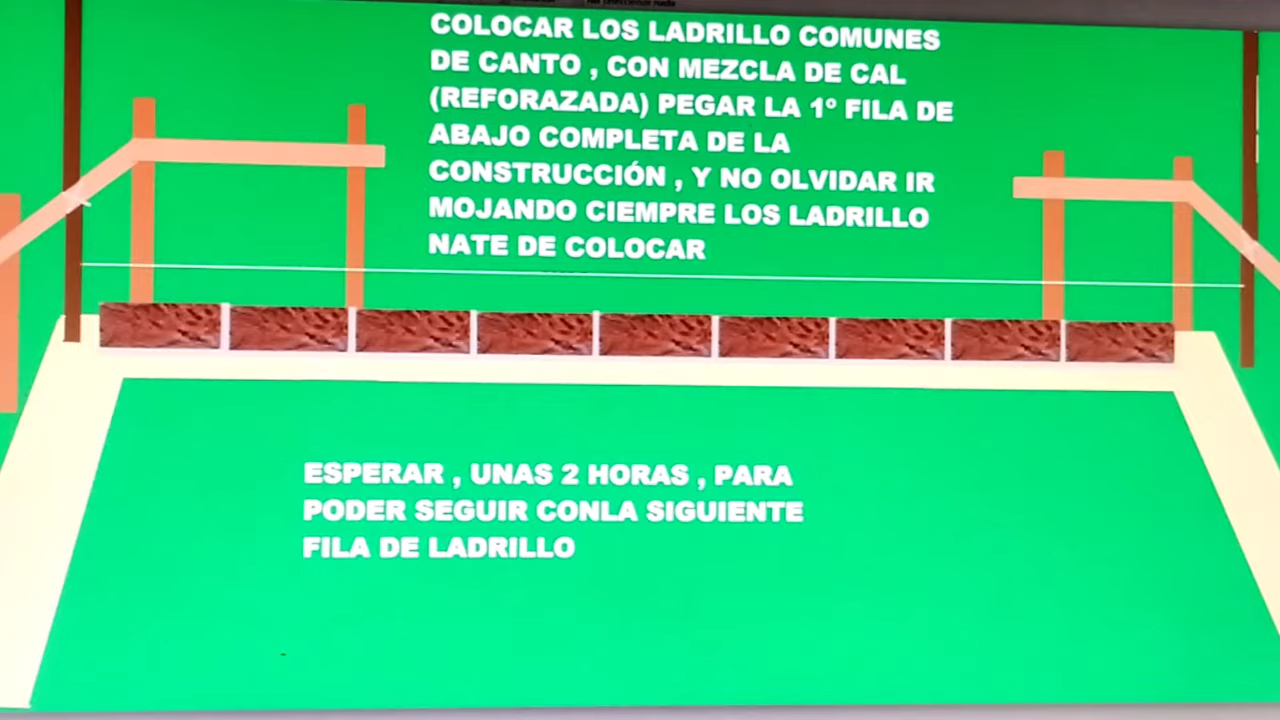 COLOCAR LOS LADRILLO COMUNES
DE CANTO , CON MEZCLA DE CAL
(REFORAZADA) PEGAR LA 1º FILA DE
ABAJO COMPLETA DE LA
CONSTRUCCIÓN , Y NO OLVIDAR IR
MOJANDO CIEMPRE LOS LADRILLO
NATE DE COLOCAR
ESPERAR , UNAS 2 HORAS , PARA
PODER SEGUIR CONLA SIGUIENTE
FILA DE LADRILLO